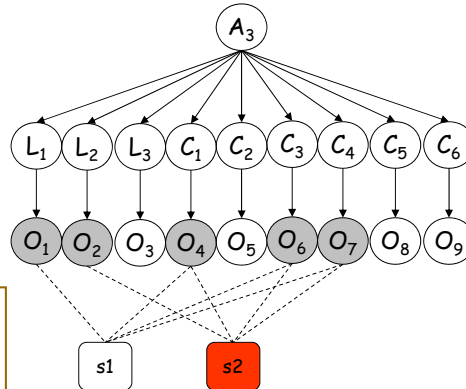 A₃
L₁ L₂ L₃ C₁ C₂ C₃ C₄ C₅ C₆
O₁ O₂ O₃ O₄ O₅ O₆ O₇ O₈ O₉
s1 s2